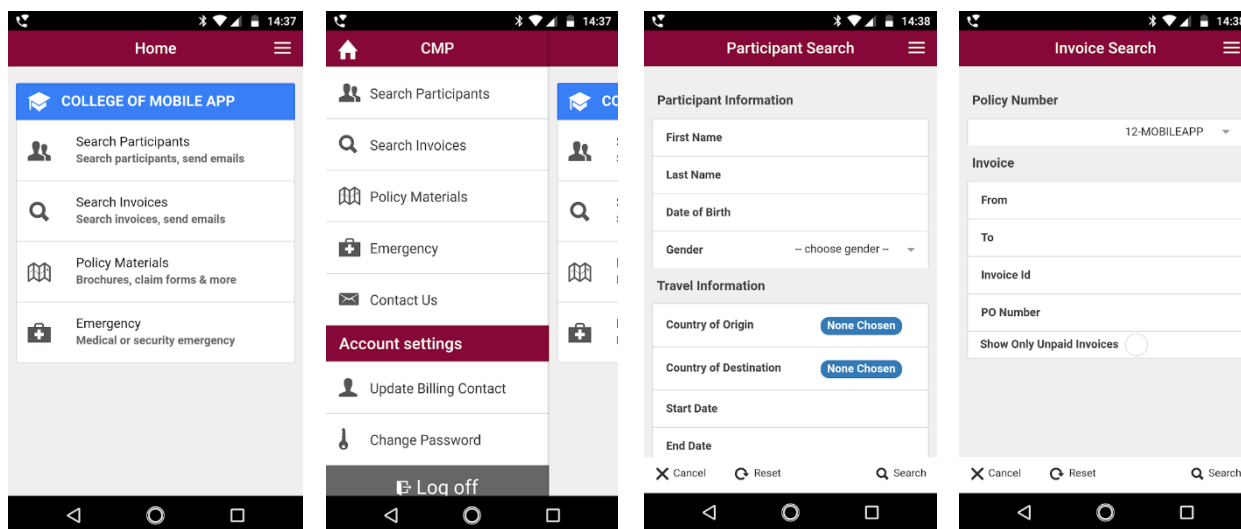 14:37
Home
COLLEGE OF MOBILE APP
Search Participants
Search participants, send emails
Search Invoices
Search invoices, send emails
Policy Materials
Brochures, claim forms & more
Emergency
Medical or security emergency
14:37
CMP
Search Participants
CO
Search Invoices
Policy Materials
Emergency
Contact Us
Account settings
Update Billing Contact
Change Password
Log off
14:38
Participant Search
Participant Information
First Name
Last Name
Date of Birth
Gender -- choose gender --
Travel Information
Country of Origin None Chosen
Country of Destination None Chosen
Start Date
End Date
Cancel Reset Search
14:38
Invoice Search
Policy Number
12-MOBILEAPP
Invoice
From
To
Invoice Id
PO Number
Show Only Unpaid Invoices
Cancel Reset Search